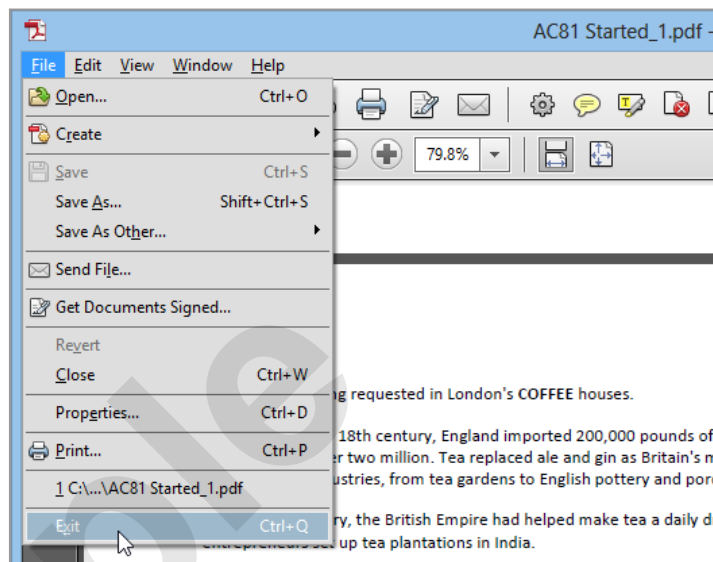 AC81 Started_1.pdf -
File Edit View Window Help
Open... Ctrl+O
Create
79.8%
Save Ctrl+S
Save As... Shift+Ctrl+S
Save As Other...
Send File...
Get Documents Signed...
Revert
Close Ctrl+W
requested in London's COFFEE houses.
Properties... Ctrl+D
18th century, England imported 200,000 pounds of
Print... Ctrl+P
two million. Tea replaced ale and gin as Britain's
from tea gardens to English pottery and
1 C:\...\AC81 Started_1.pdf
Exit Ctrl+Q
the British Empire had helped make tea a daily
up tea plantations in India.